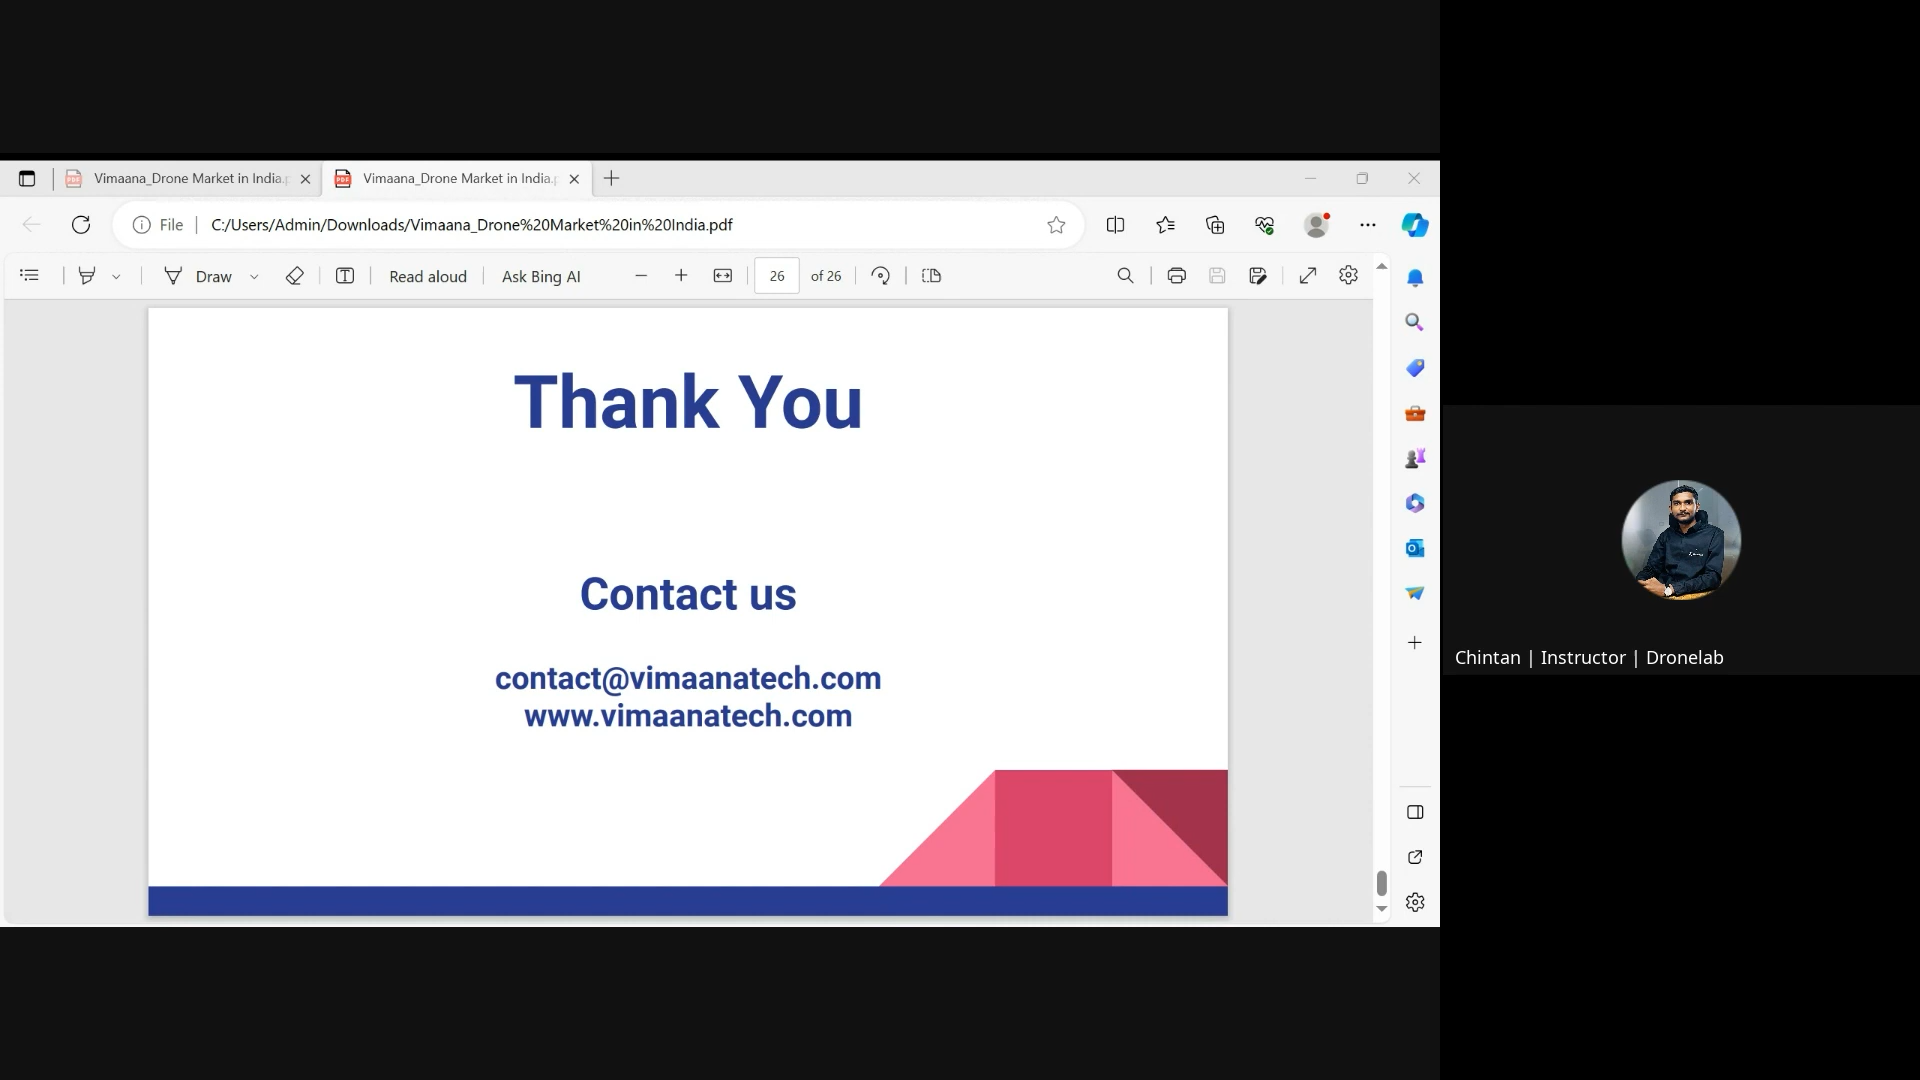 Vimaana_Drone Market in India.p
Vimaana_Drone Market in India.p
File
C:/Users/Admin/Downloads/Vimaana_Drone%20Market%20in%20India.pdf
Draw
Read aloud
Ask Bing AI
26
of 26
Thank You
Contact us
contact@vimaanatech.com
www.vimaanatech.com
Chintan | Instructor | Dronelab